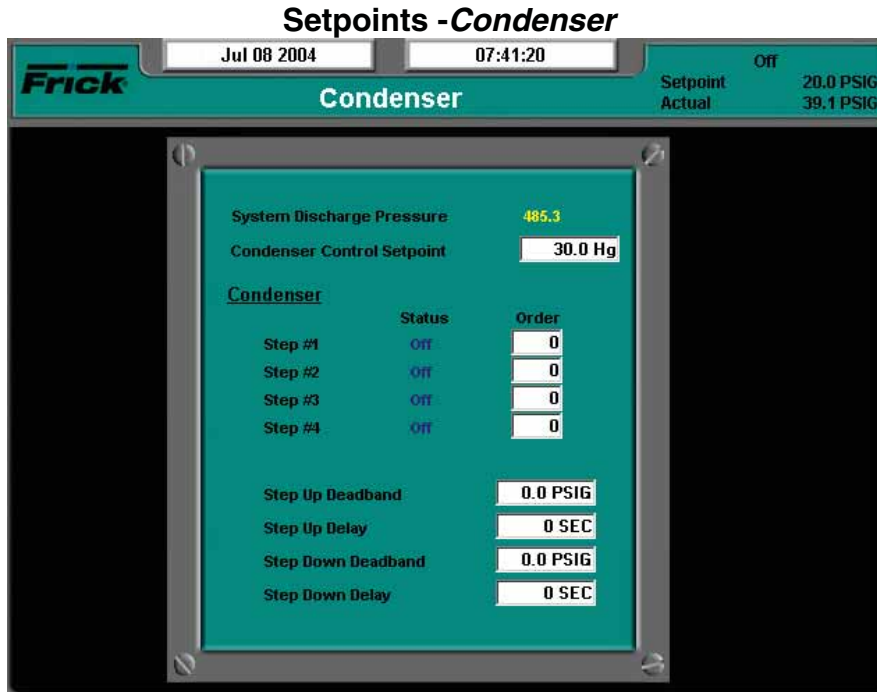 Setpoints -Condenser
Jul 08 2004 07:41:20
Off
Frick
Condenser
Setpoint 20.0 PSIG
Actual 39.1 PSIG
System Discharge Pressure 485.3
Condenser Control Setpoint 30.0 Hg
Condenser
Status Order
Step #1 Off 0
Step #2 Off 0
Step #3 Off 0
Step #4 Off 0
Step Up Deadband 0.0 PSIG
Step Up Delay 0 SEC
Step Down Deadband 0.0 PSIG
Step Down Delay 0 SEC